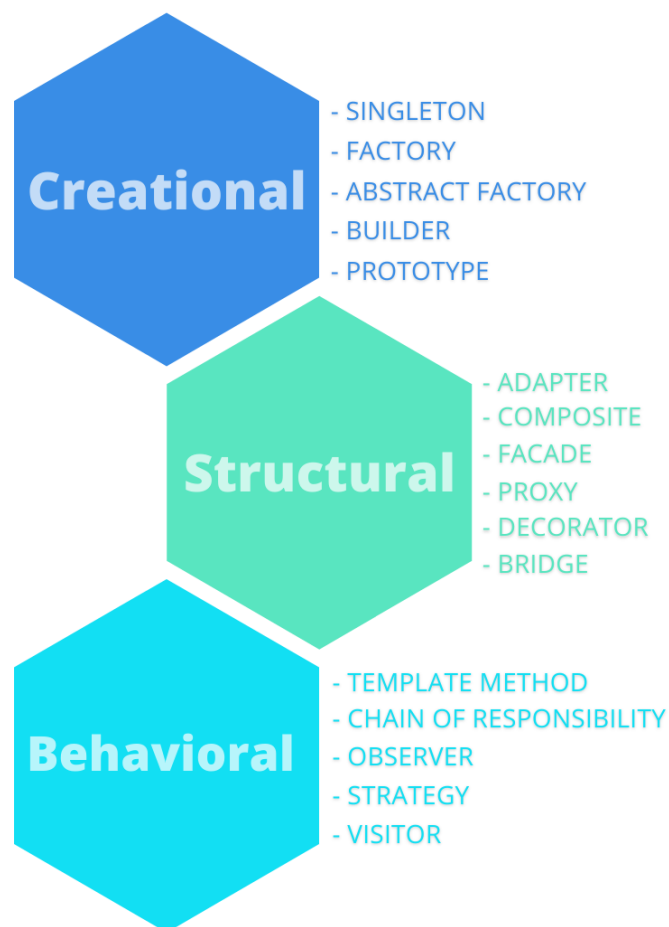 Creational
- SINGLETON
- FACTORY
- ABSTRACT FACTORY
- BUILDER
- PROTOTYPE
Structural
- ADAPTER
- COMPOSITE
- FACADE
- PROXY
- DECORATOR
- BRIDGE
Behavioral
- TEMPLATE METHOD
- CHAIN OF RESPONSIBILITY
- OBSERVER
- STRATEGY
- VISITOR